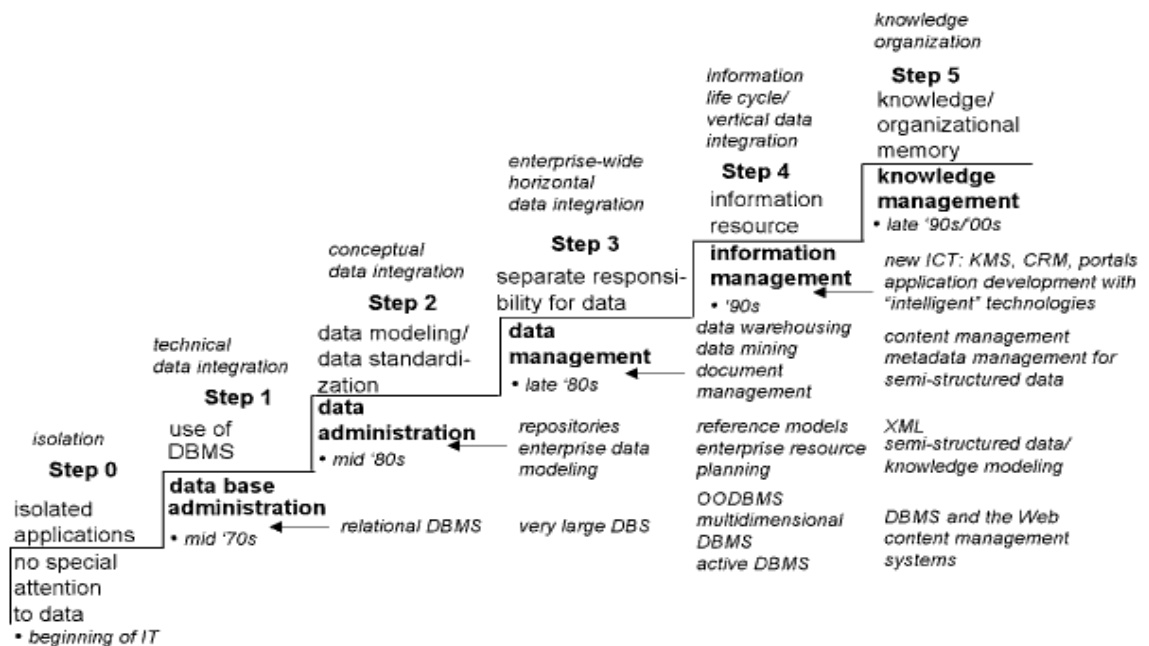 isolation
Step 0
isolated
applications
no special
attention
to data
• beginning of IT
technical
data integration
Step 1
use of
DBMS
data base
administration
• mid ‘70s
conceptual
data integration
Step 2
data modeling/
data standardi-
zation
data
administration
• mid ‘80s
relational DBMS
enterprise-wide
horizontal
data integration
Step 3
separate responsi-
bility for data
data
management
• late ‘80s
repositories
enterprise data
modeling
very large DBS
information
life cycle/
vertical data
integration
Step 4
information
resource
information
management
• ‘90s
data warehousing
data mining
document
management
reference models
enterprise resource
planning
OODBMS
multidimensional
DBMS
active DBMS
knowledge
organization
Step 5
knowledge/
organizational
memory
knowledge
management
• late ‘90s/‘00s
new ICT: KMS, CRM, portals
application development with
“intelligent” technologies
content management
metadata management for
semi-structured data
XML
semi-structured data/
knowledge modeling
DBMS and the Web
content management
systems